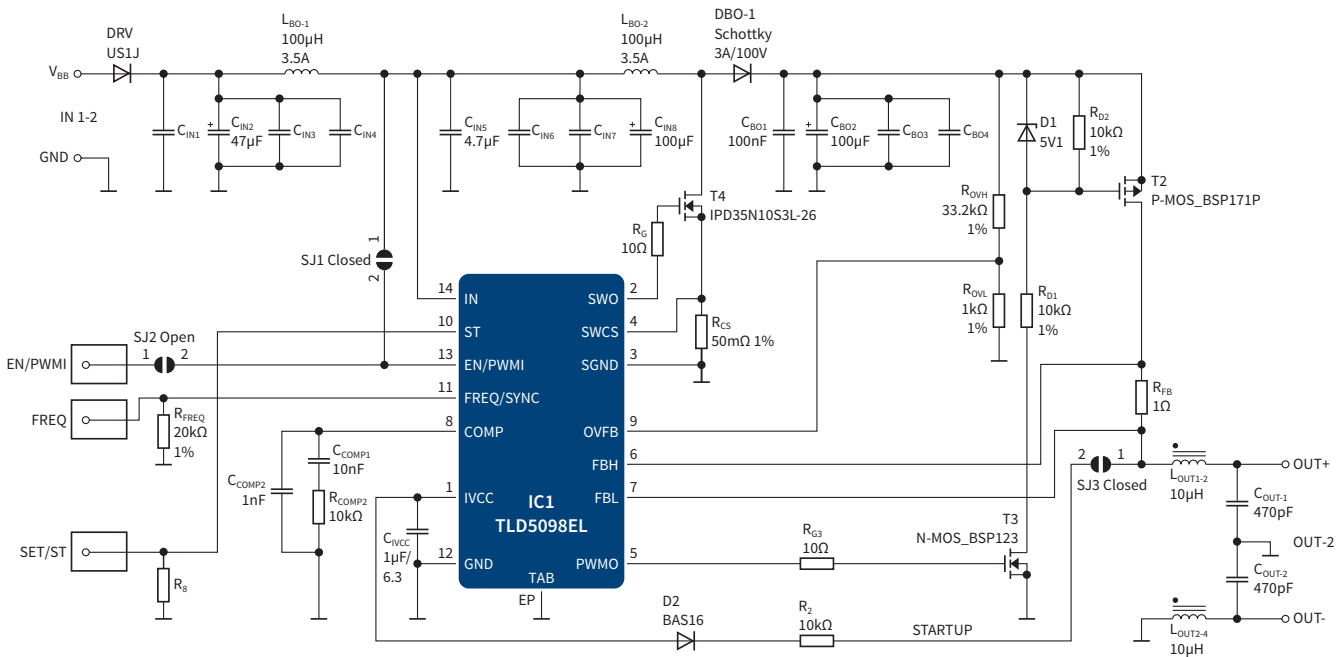 DRV
US1J
V_BB
IN 1-2
GND
L_BO-1
100µH
3.5A
L_BO-2
100µH
3.5A
DBO-1
Schottky
3A/100V
C_IN1
+
C_IN2
47µF
C_IN3
C_IN4
C_IN5
4.7µF
C_IN6
C_IN7
+
C_IN8
100µF
C_BO1
100nF
+
C_BO2
100µF
C_BO3
C_BO4
D1
5V1
R_D2
10kΩ
1%
T2
P-MOS_BSP171P
T4
IPD35N10S3L-26
R_G
10Ω
R_OVH
33.2kΩ
1%
R_OVL
1kΩ
1%
R_D1
10kΩ
1%
SJ1 Closed
1
2
SJ2 Open
1
2
EN/PWMI
FREQ
R_FREQ
20kΩ
1%
SET/ST
R_8
C_COMP1
10nF
C_COMP2
1nF
R_COMP2
10kΩ
C_IVCC
1µF/
6.3
14
IN
10
ST
13
EN/PWMI
11
FREQ/SYNC
8
COMP
1
IVCC
12
GND
TAB
EP
IC1
TLD5098EL
2
SWO
4
SWCS
3
SGND
9
OVFB
6
FBH
7
FBL
5
PWMO
R_CS
50mΩ 1%
R_FB
1Ω
2
1
SJ3 Closed
R_G3
10Ω
T3
N-MOS_BSP123
D2
BAS16
R_2
10kΩ
STARTUP
L_OUT1-2
10µH
OUT+
C_OUT-1
470pF
OUT-2
C_OUT-2
470pF
L_OUT2-4
10µH
OUT-